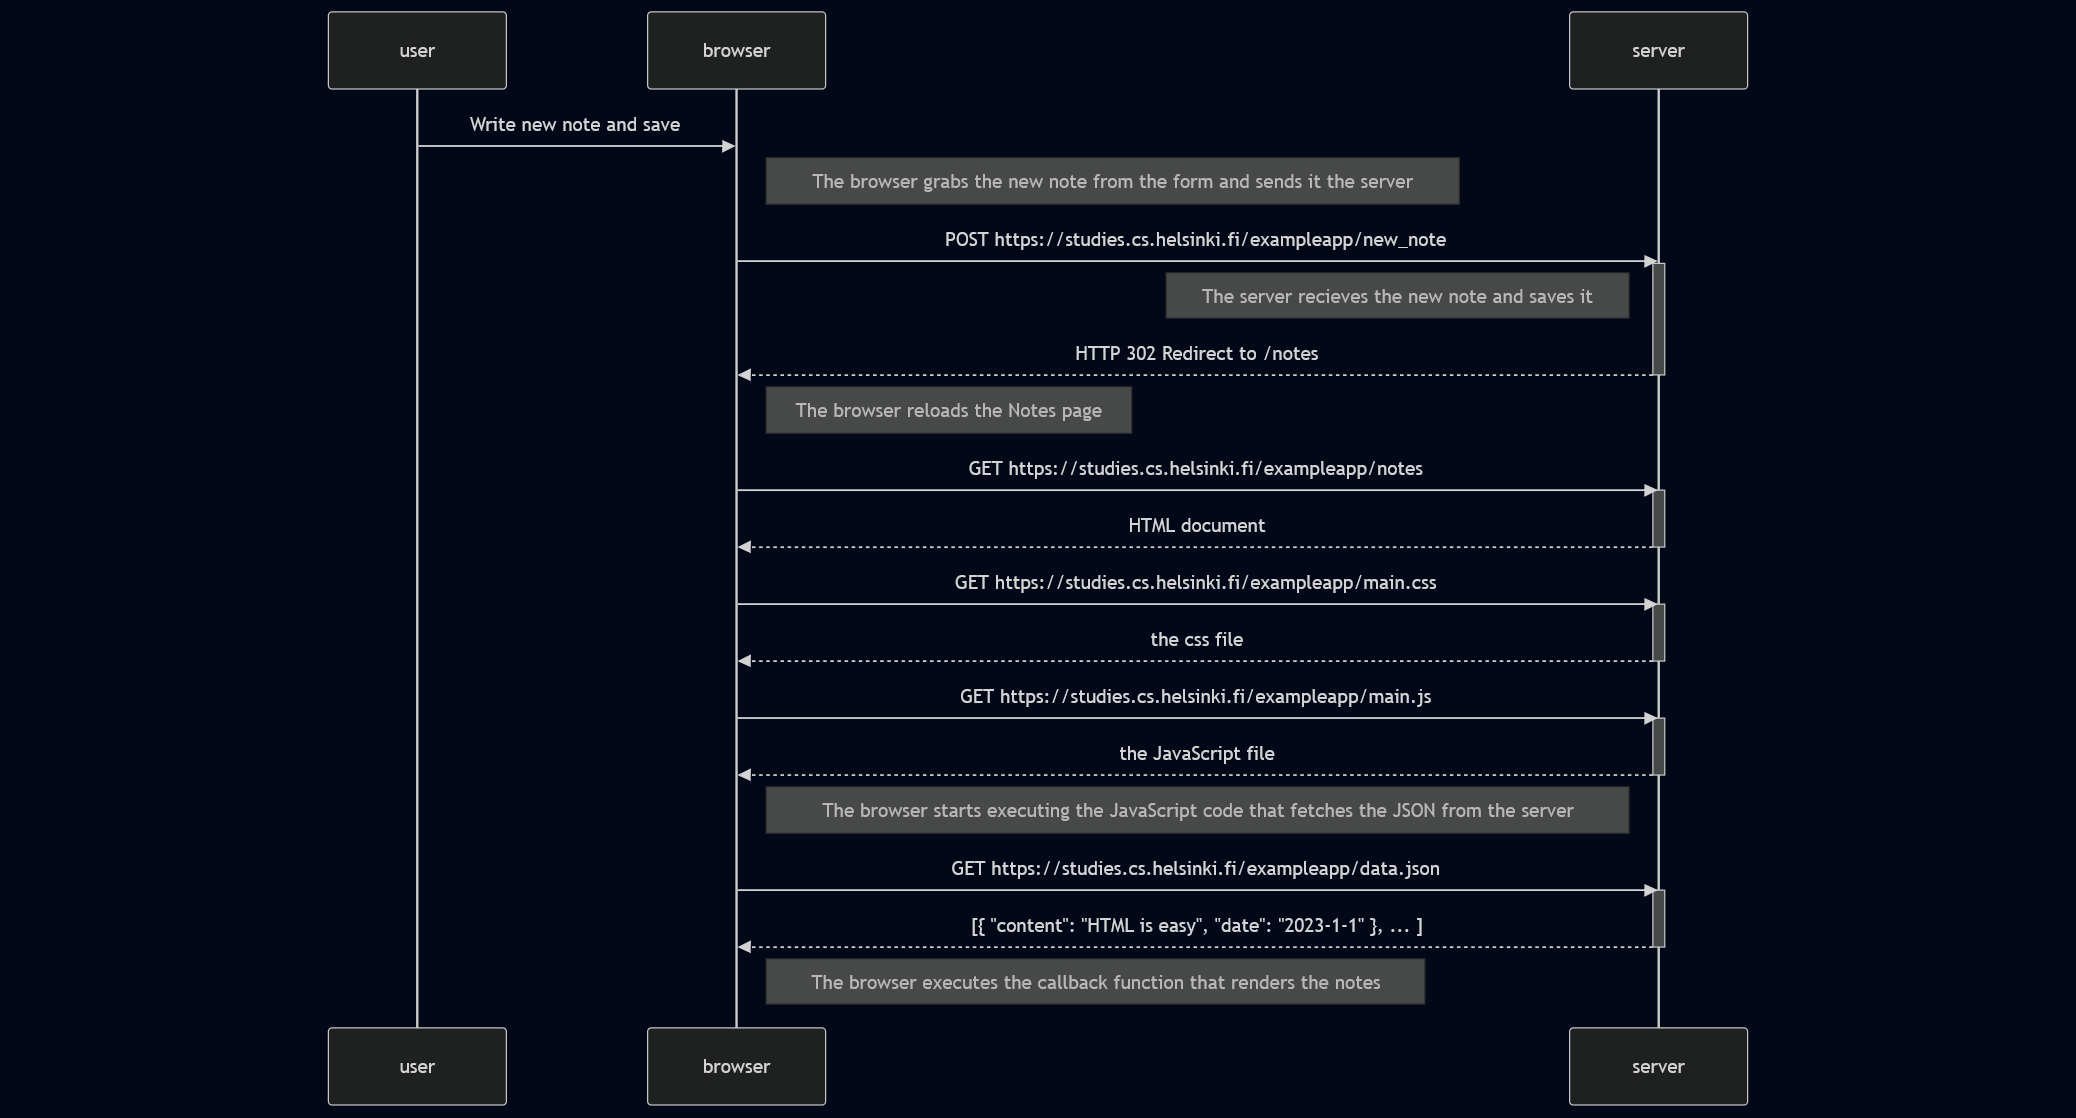 user
browser
server
Write new note and save
The browser grabs the new note from the form and sends it the server
POST https://studies.cs.helsinki.fi/exampleapp/new_note
The server recieves the new note and saves it
HTTP 302 Redirect to /notes
The browser reloads the Notes page
GET https://studies.cs.helsinki.fi/exampleapp/notes
HTML document
GET https://studies.cs.helsinki.fi/exampleapp/main.css
the css file
GET https://studies.cs.helsinki.fi/exampleapp/main.js
the JavaScript file
The browser starts executing the JavaScript code that fetches the JSON from the server
GET https://studies.cs.helsinki.fi/exampleapp/data.json
[{ "content": "HTML is easy", "date": "2023-1-1" }, ... ]
The browser executes the callback function that renders the notes
user
browser
server